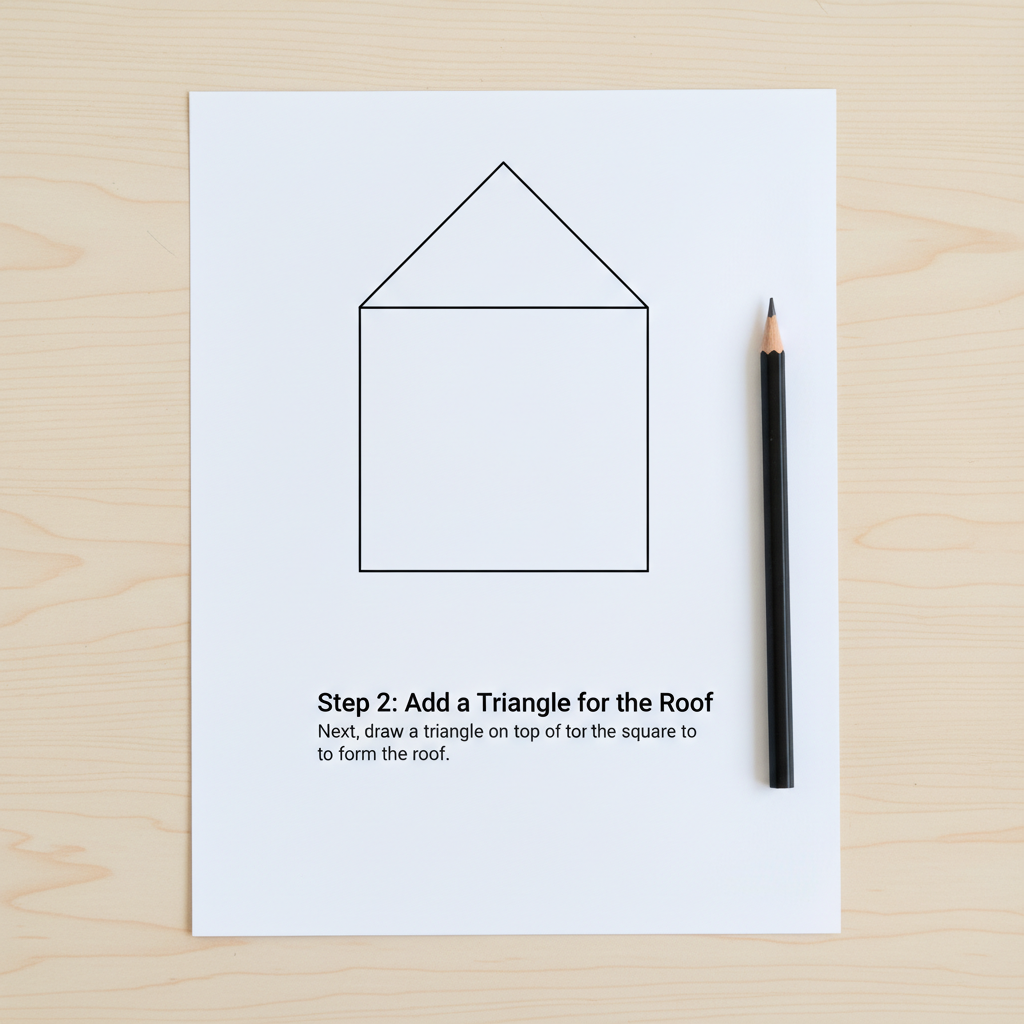 Step 2: Add a Triangle for the Roof
Next, draw a triangle on top of tor the square to
to form the roof.